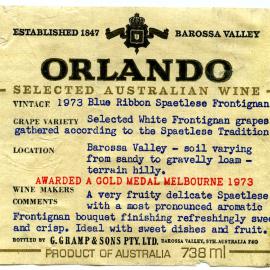 ESTABLISHED 1847 BAROSSA VALLEY
ORLANDO
SELECTED AUSTRALIAN WINE
VINTAGE 1973 Blue Ribbon Spaetlese Frontignan
GRAPE VARIETY Selected White Frontignan grapes
gathered according to the Spaetlese Tradition
LOCATION Barossa Valley - soil varying
from sandy to gravelly loam -
terrain hilly.
AWARDED A GOLD MEDAL MELBOURNE 1973
WINE MAKERS COMMENTS A very fruity delicate Spaetlese
with a most pronounced aromatic
Frontignan bouquet finishing refreshingly sweet
and crisp. Ideal with sweet dishes and fruit.
BOTTLED BY G. GRAMP & SONS PTY. LTD. BAROSSA VALLEY, STH. AUSTRALIA
PRODUCT OF AUSTRALIA 738 ml